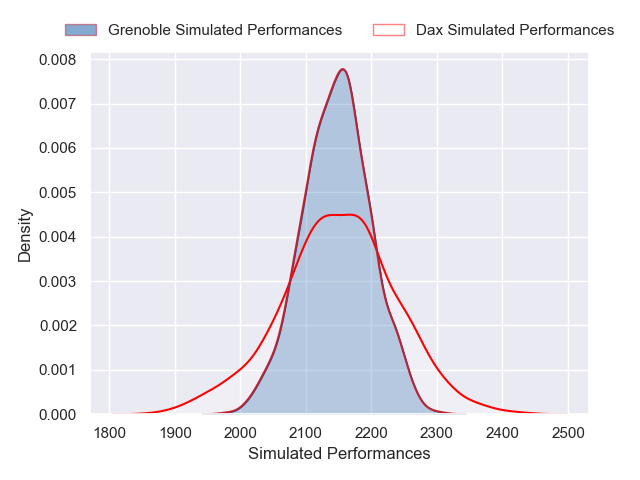 Grenoble Simulated Performances Dax Simulated Performances
0.008
0.007
0.006
0.005
0.004
0.003
0.002
0.001
0.000
Density
1800 1900 2000 2100 2200 2300 2400 2500
Simulated Performances